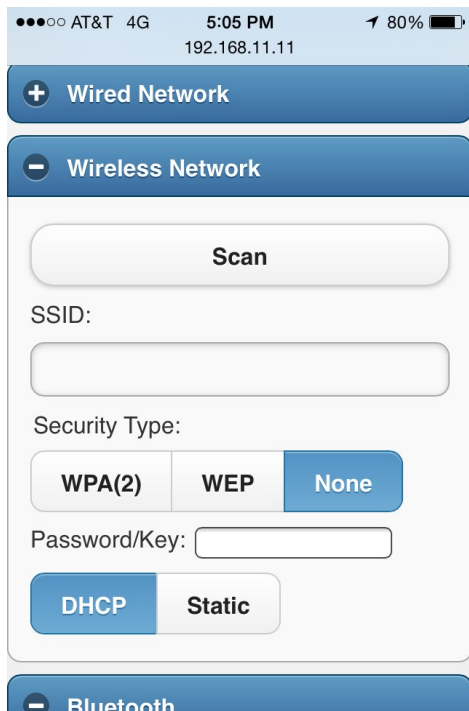 AT&T 4G 5:05 PM 80%
192.168.11.11
Wired Network
Wireless Network
Scan
SSID:
Security Type:
WPA(2) WEP None
Password/Key:
DHCP Static
Bluetooth